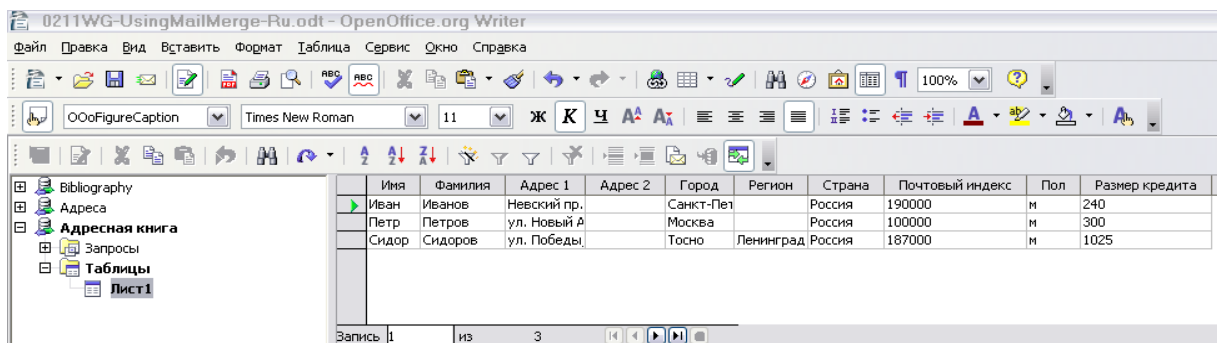 0211WG-UsingMailMerge-Ru.odt - OpenOffice.org Writer
Файл Правка Вид Вставить Формат Таблица Сервис Окно Справка
ABC ABC 100%
OOoFigureCaption Times New Roman 11 Ж К Ч
Bibliography
Адреса
Адресная книга
Запросы
Таблицы
Лист1
Имя Фамилия Адрес 1 Адрес 2 Город Регион Страна Почтовый индекс Пол Размер кредита
Иван Иванов Невский пр. Санкт-Пет Россия 190000 м 240
Петр Петров ул. Новый А Москва Россия 100000 м 300
Сидор Сидоров ул. Победы Тосно Ленинград Россия 187000 м 1025
Запись 1 из 3